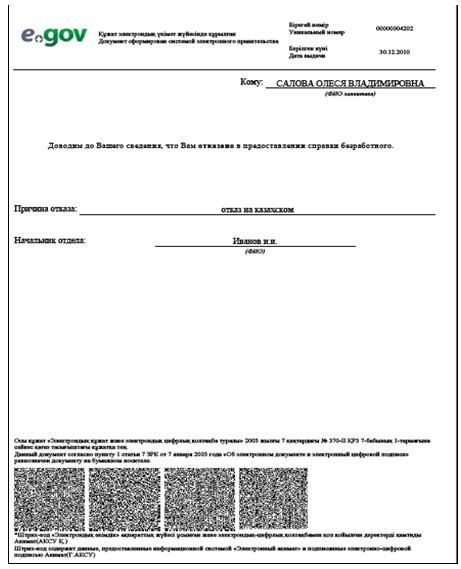 e.gov
Құжат электрондық үкімет жүйесінде құрылған
Документ сформирован системой электронного правительства
Бірегей нөмір
Уникальный номер
00000004202
Берілген күні
Дата выдачи
30.12.2010
Кому: САЛОВА ОЛЕСЯ ВЛАДИМИРОВНА
(ФИО заявителя)
Доводим до Вашего сведения, что Вам отказано в предоставлении справки безработного.
Причина отказа: отказ на казахском
Начальник отдела: Иванов и.и.
(ФИО)
Осы құжат «Электрондық құжат және электрондық цифрлық қолтаңба туралы» 2003 жылғы 7 қаңтардағы № 370-II ҚРЗ 7-бабының 1-тармағына
сәйкес қағаз тасығыштағы құжатқа тең.
Данный документ согласно пункту 1 статьи 7 ЗРК от 7 января 2003 года «Об электронном документе и электронной цифровой подписи»
равнозначен документу на бумажном носителе.
*Штрих-код «Электрондық әкімдік» ақпараттық жүйесі ұсынған және электрондық-цифрлық қолтаңбамен қол қойылған деректерді қамтиды
Акимат(АКСУ Қ.)
Штрих-код содержит данные, предоставленные информационной системой «Электронный акимат» и подписанные электронно-цифровой
подписью Акимат(Г.АКСУ)